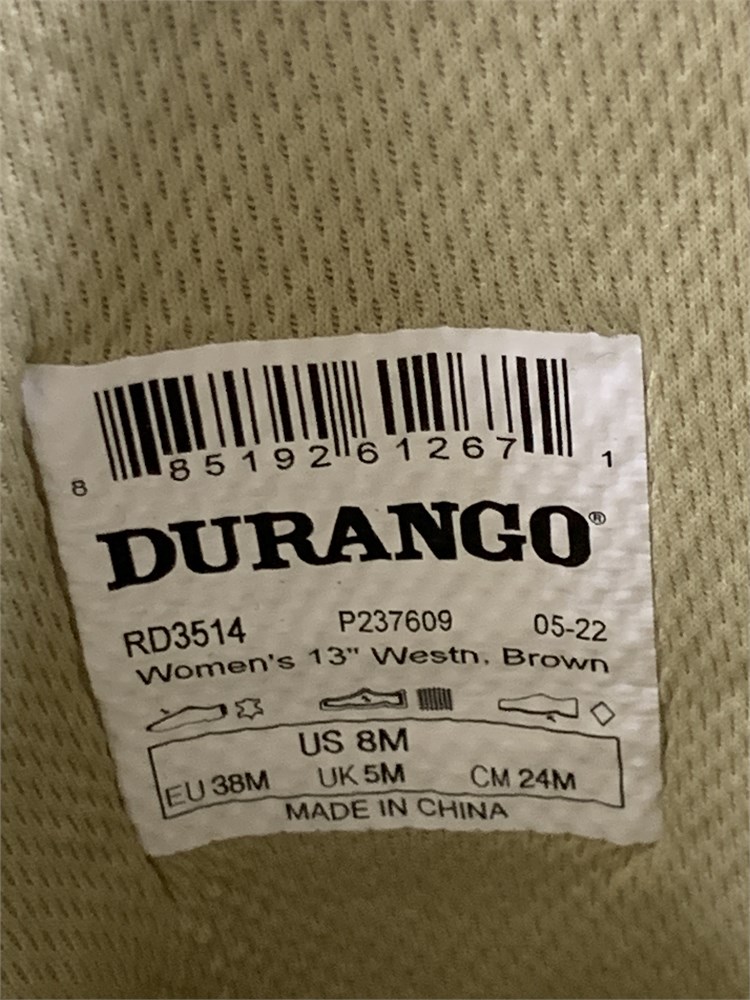 8 85192 61267 1
DURANGO®
RD3514 P237609 05-22
Women's 13" Westn. Brown
US 8M
EU 38M UK 5M CM 24M
MADE IN CHINA